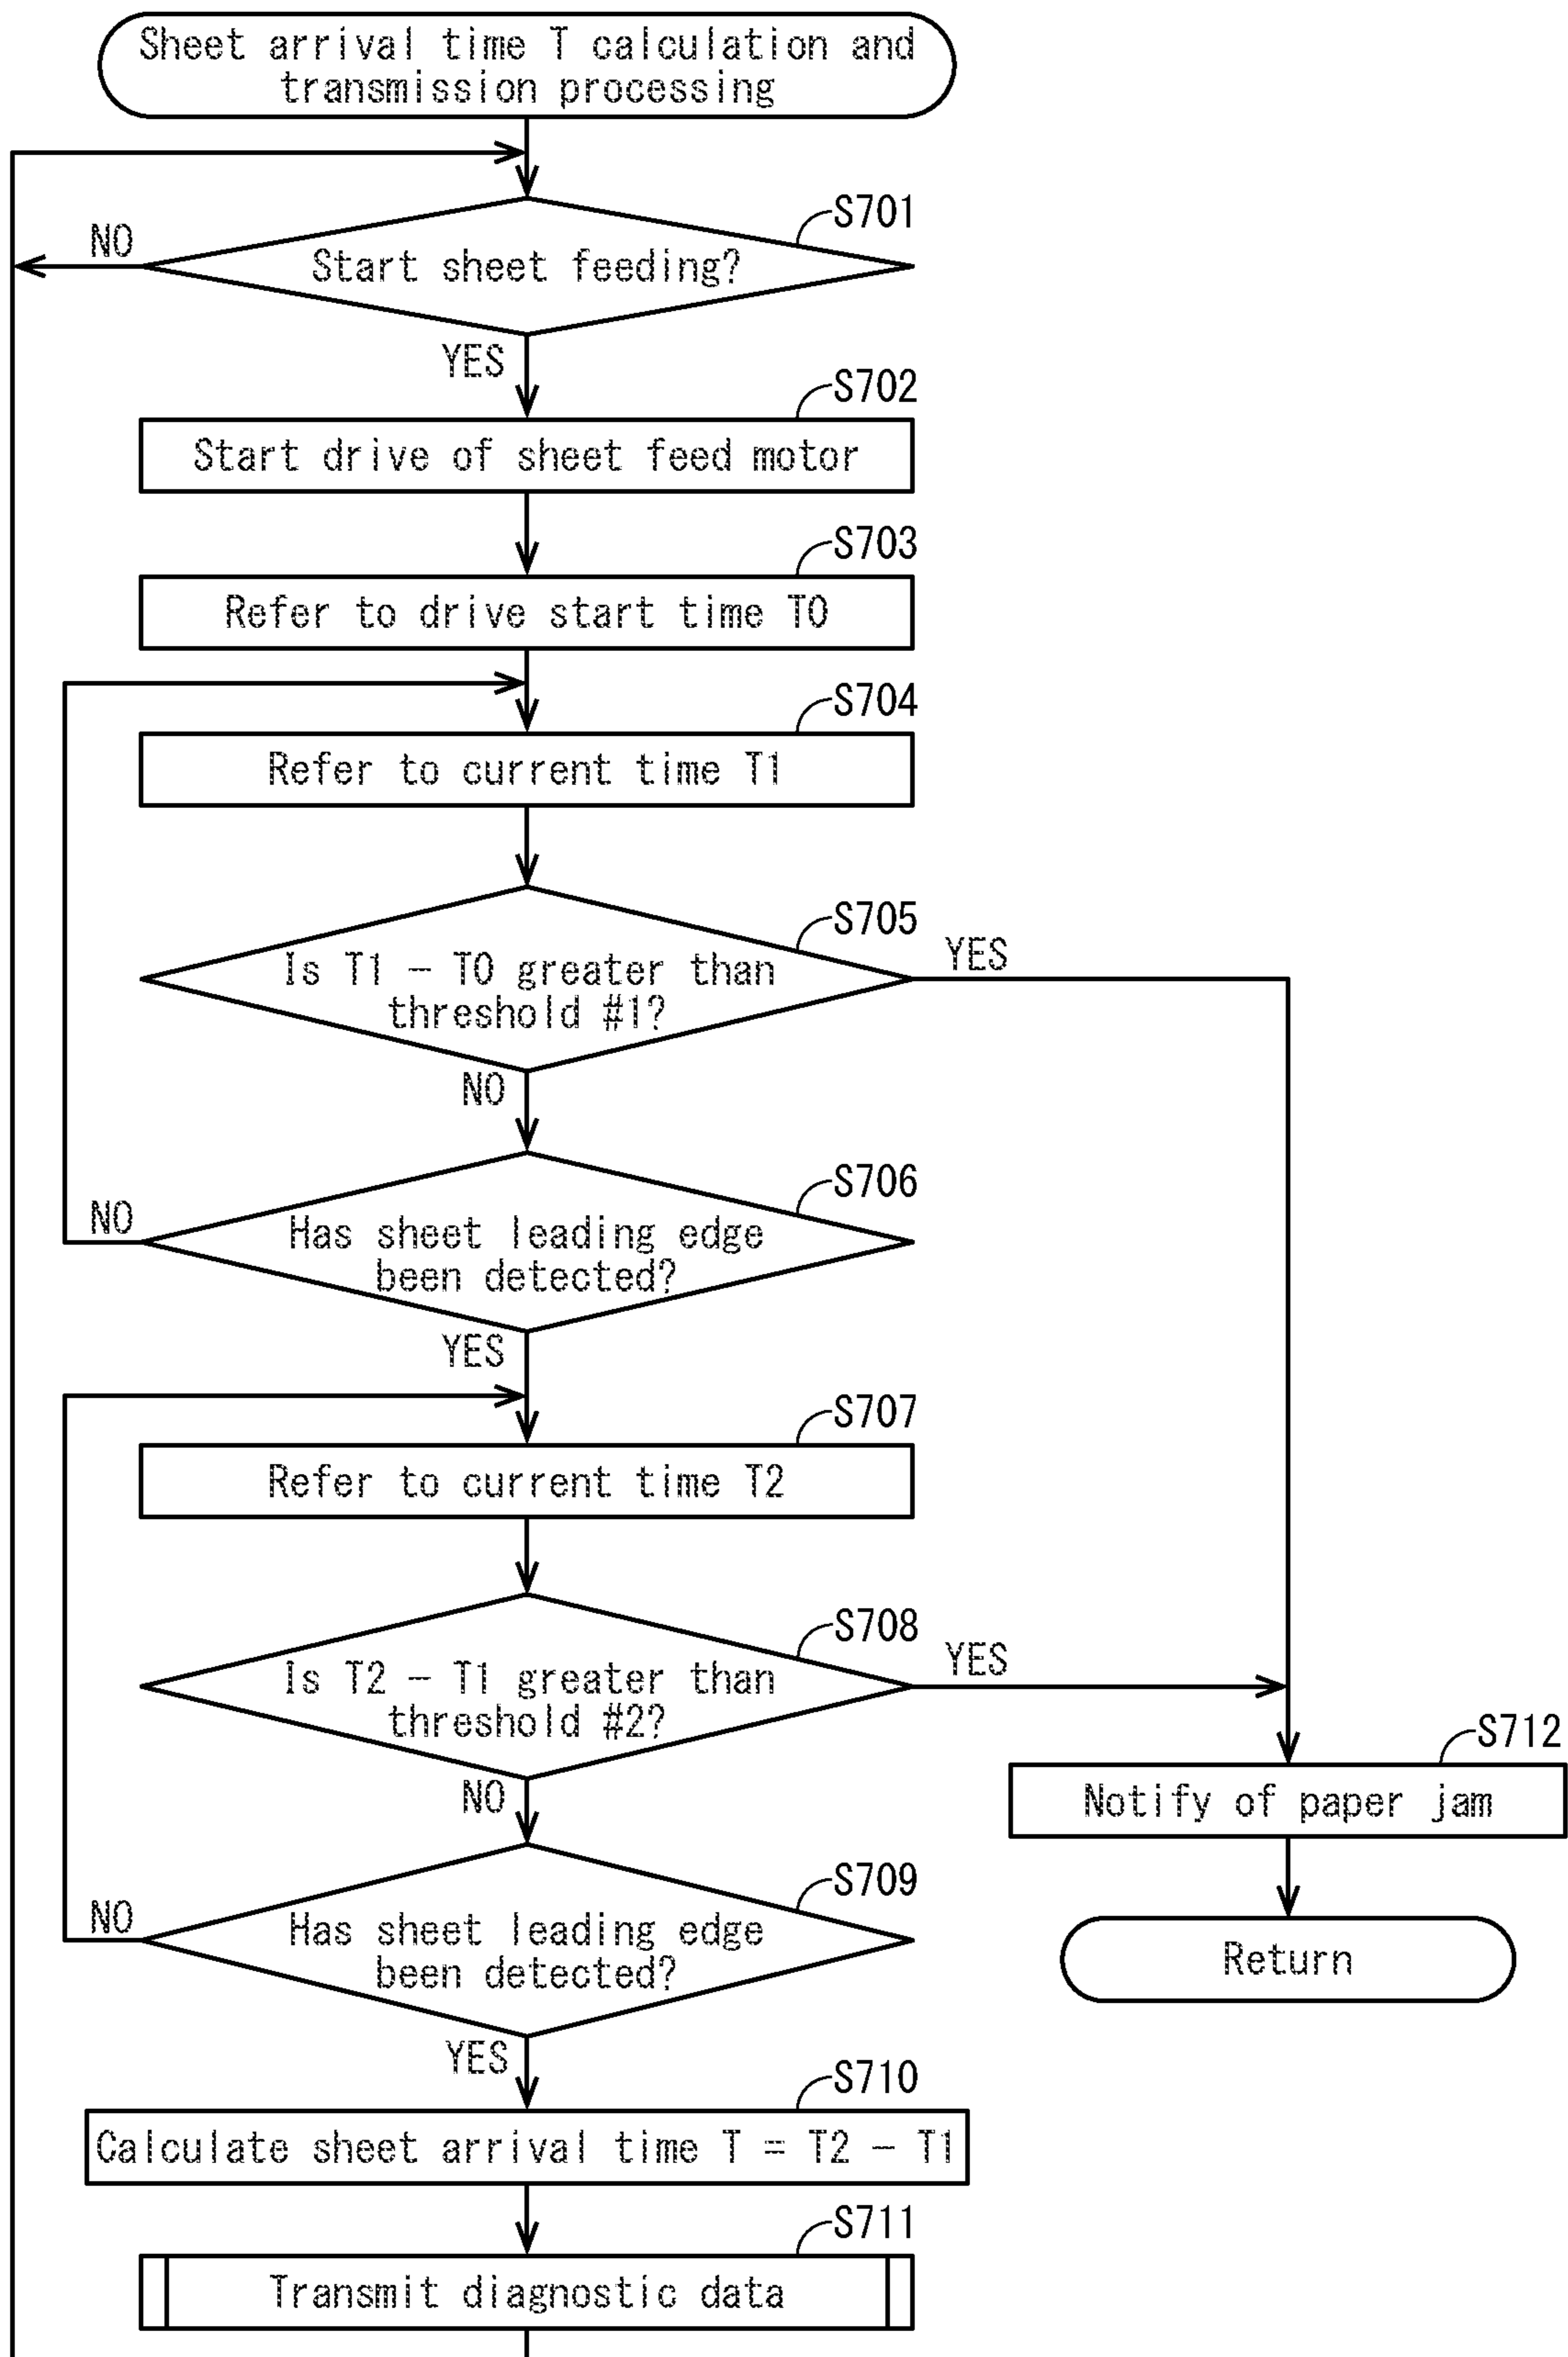 Sheet arrival time T calculation and
transmission processing
S701
NO
Start sheet feeding?
YES
S702
Start drive of sheet feed motor
S703
Refer to drive start time T0
S704
Refer to current time T1
S705
YES
Is T1 – T0 greater than
threshold #1?
NO
S706
NO
Has sheet leading edge
been detected?
YES
S707
Refer to current time T2
S708
YES
Is T2 – T1 greater than
threshold #2?
S712
NO
Notify of paper jam
S709
NO
Has sheet leading edge
been detected?
Return
YES
S710
Calculate sheet arrival time T = T2 – T1
S711
Transmit diagnostic data